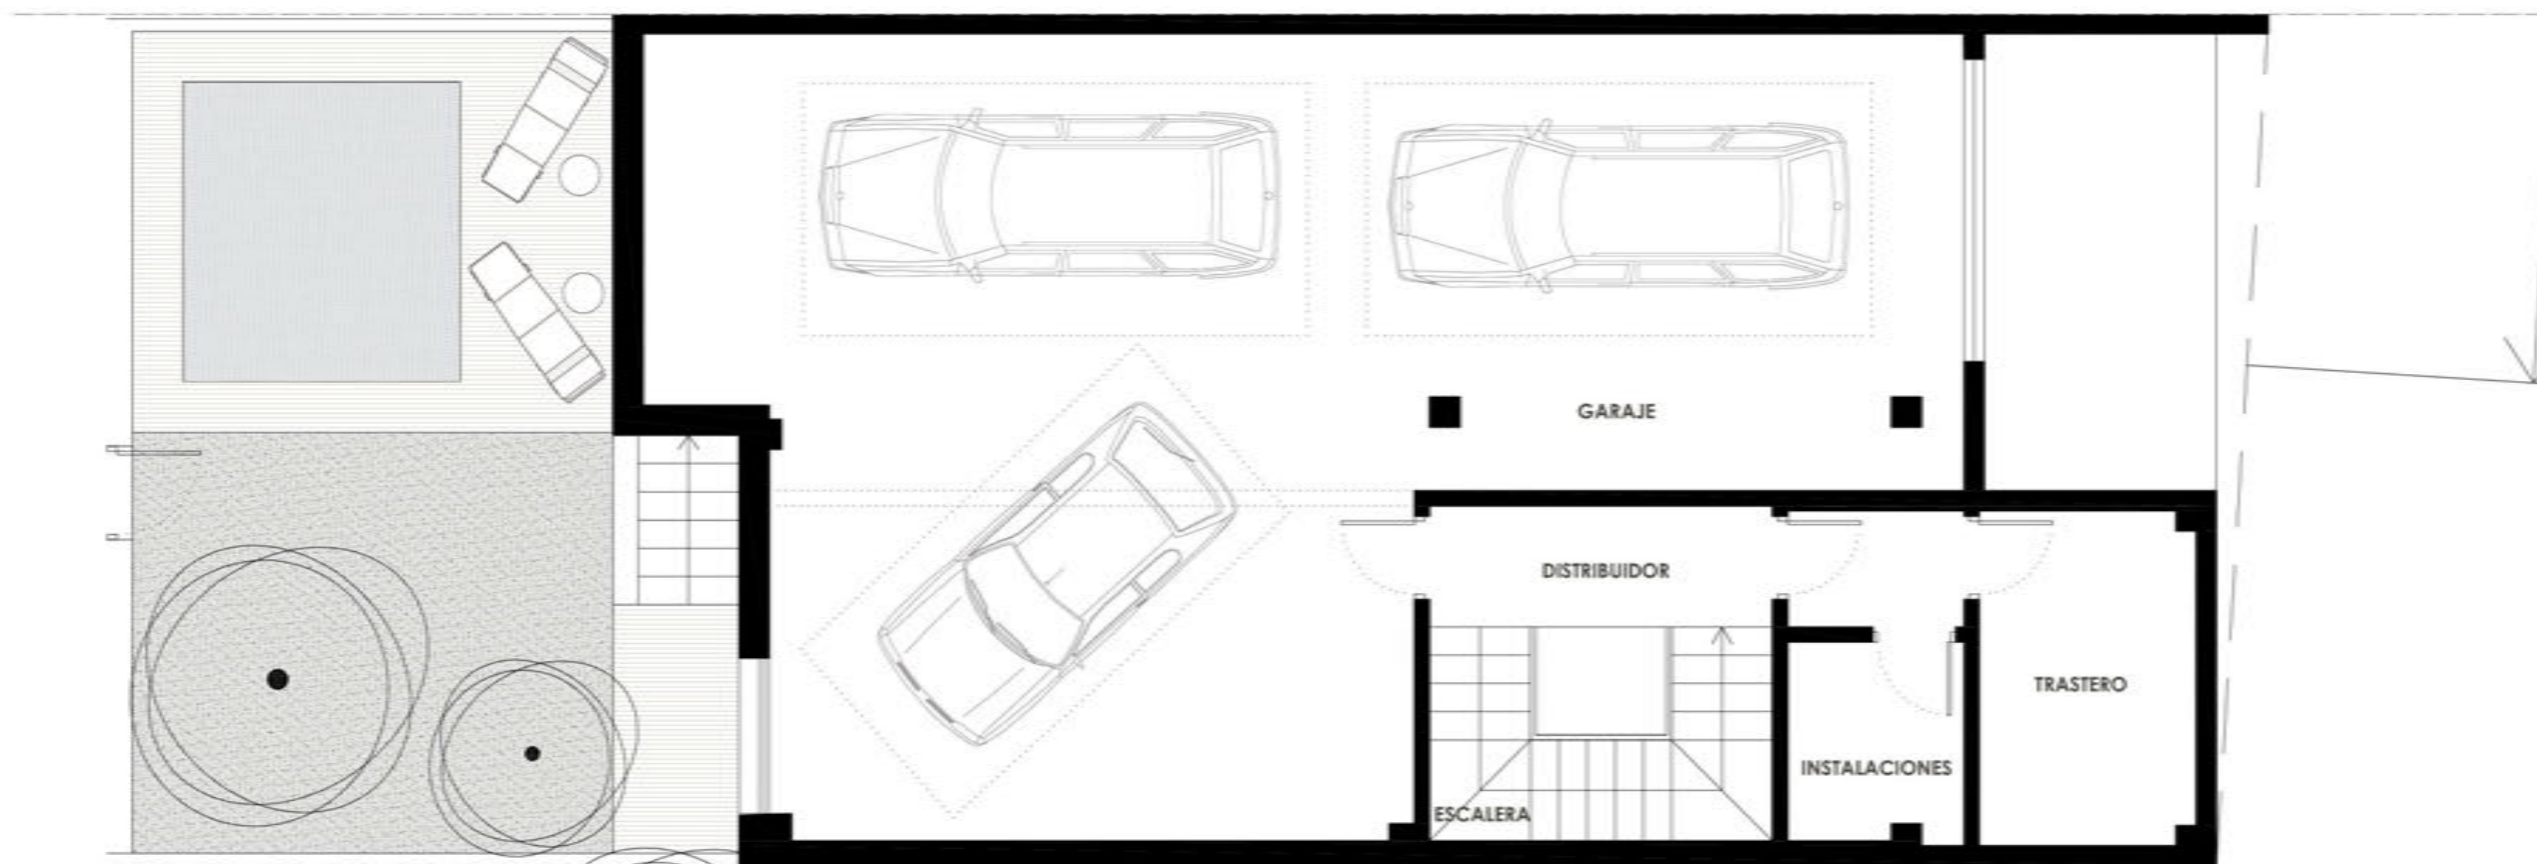 GARAJE
DISTRIBUIDOR
TRASTERO
INSTALACIONES
ESCALERA